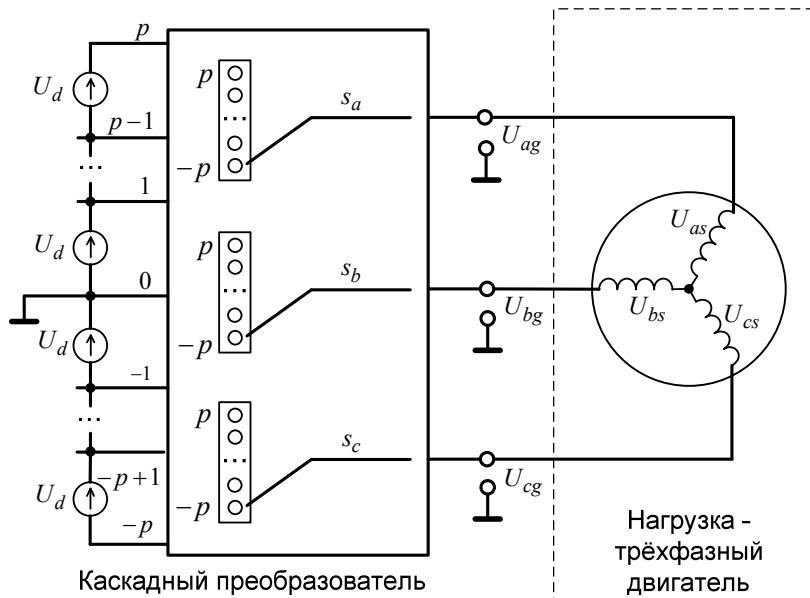 p
U_d
p−1
...
1
U_d
0
U_d
−1
...
−p+1
U_d
−p
p
...
−p
s_a
p
...
−p
s_b
p
...
−p
s_c
U_ag
U_bg
U_cg
U_as
U_bs
U_cs
Каскадный преобразователь
Нагрузка -
трёхфазный
двигатель